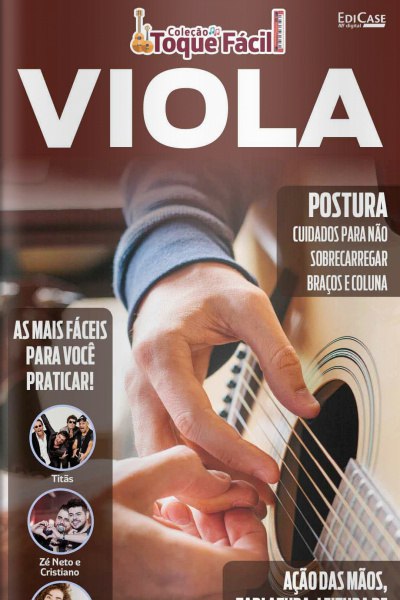 Coleção
Toque Fácil
EdiCase
digital
VIOLA
POSTURA
CUIDADOS PARA NÃO
SOBRECARREGAR
BRAÇOS E COLUNA
AS MAIS FÁCEIS
PARA VOCÊ
PRATICAR!
Titãs
Zé Neto e
Cristiano
AÇÃO DAS MÃOS,